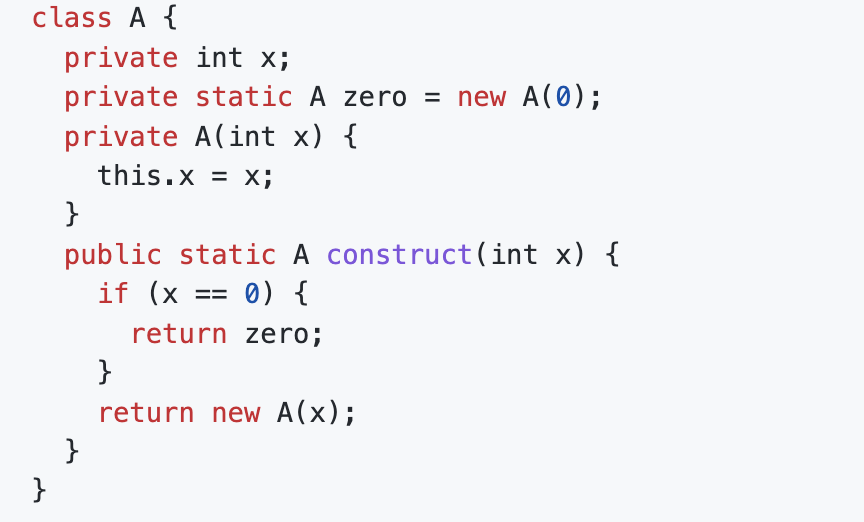 class A {
  private int x;
  private static A zero = new A(0);
  private A(int x) {
    this.x = x;
  }
  public static A construct(int x) {
    if (x == 0) {
      return zero;
    }
    return new A(x);
  }
}